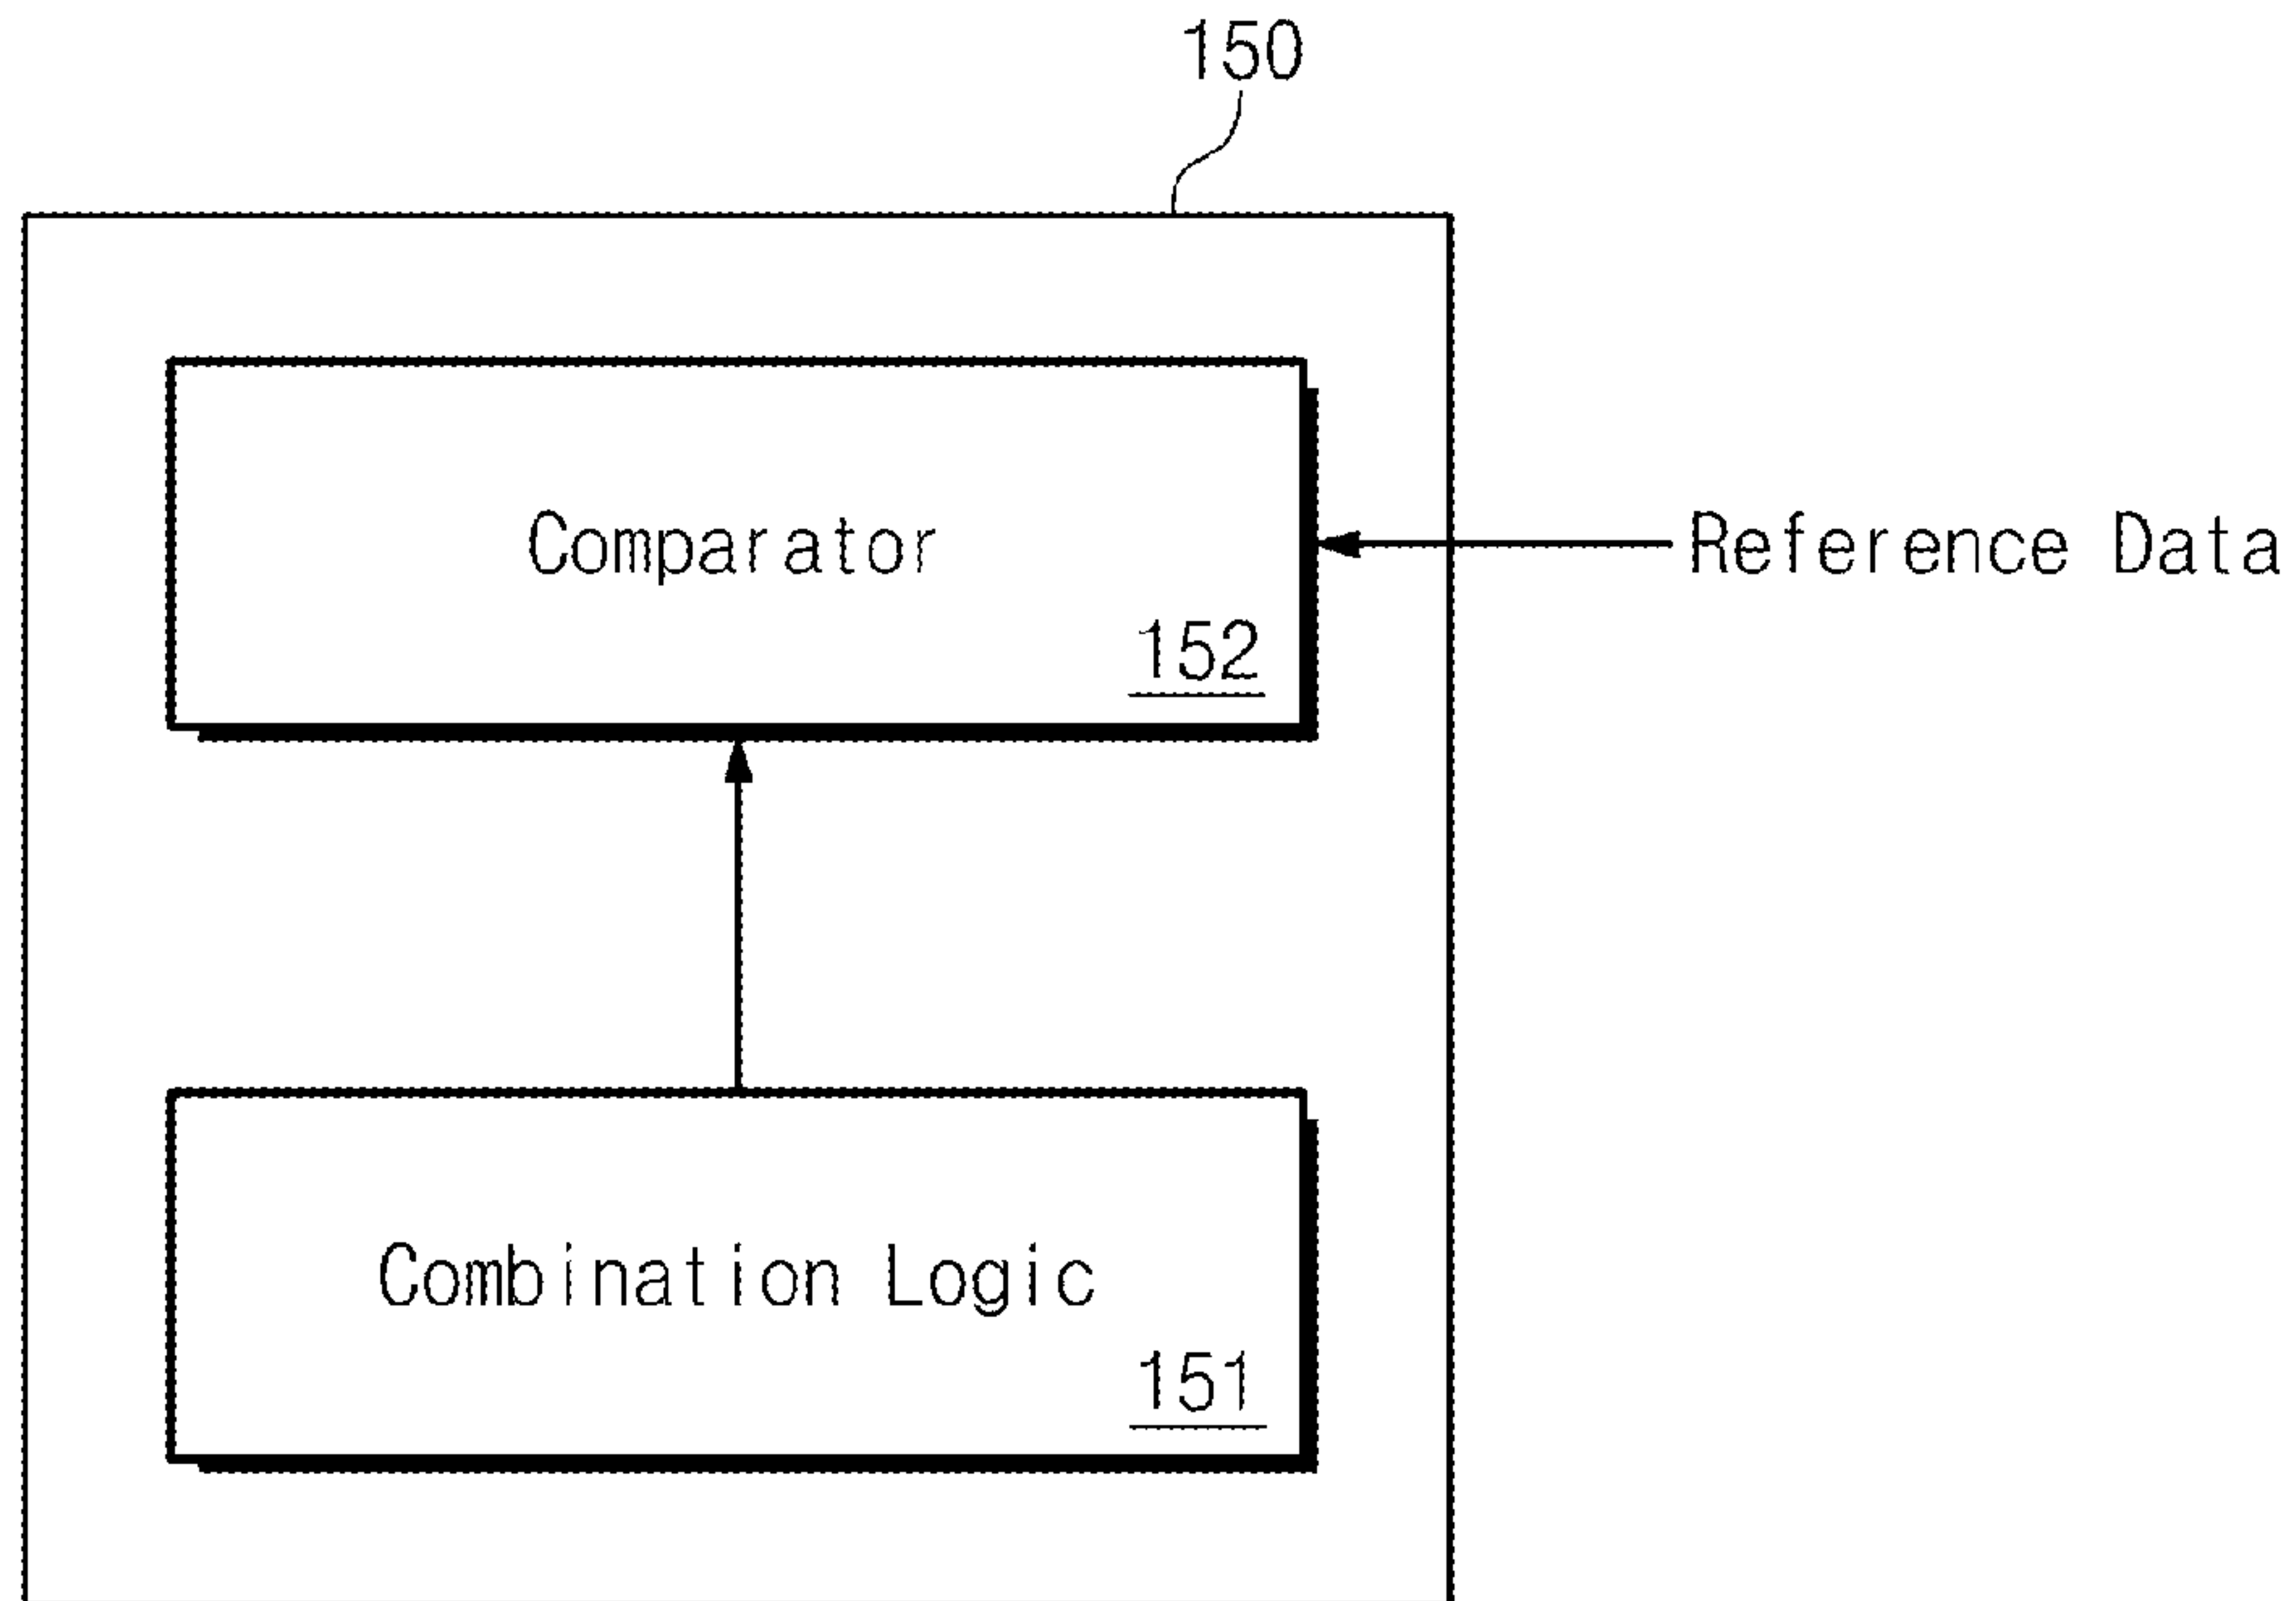 150
Comparator
152
Reference Data
Combination Logic
151